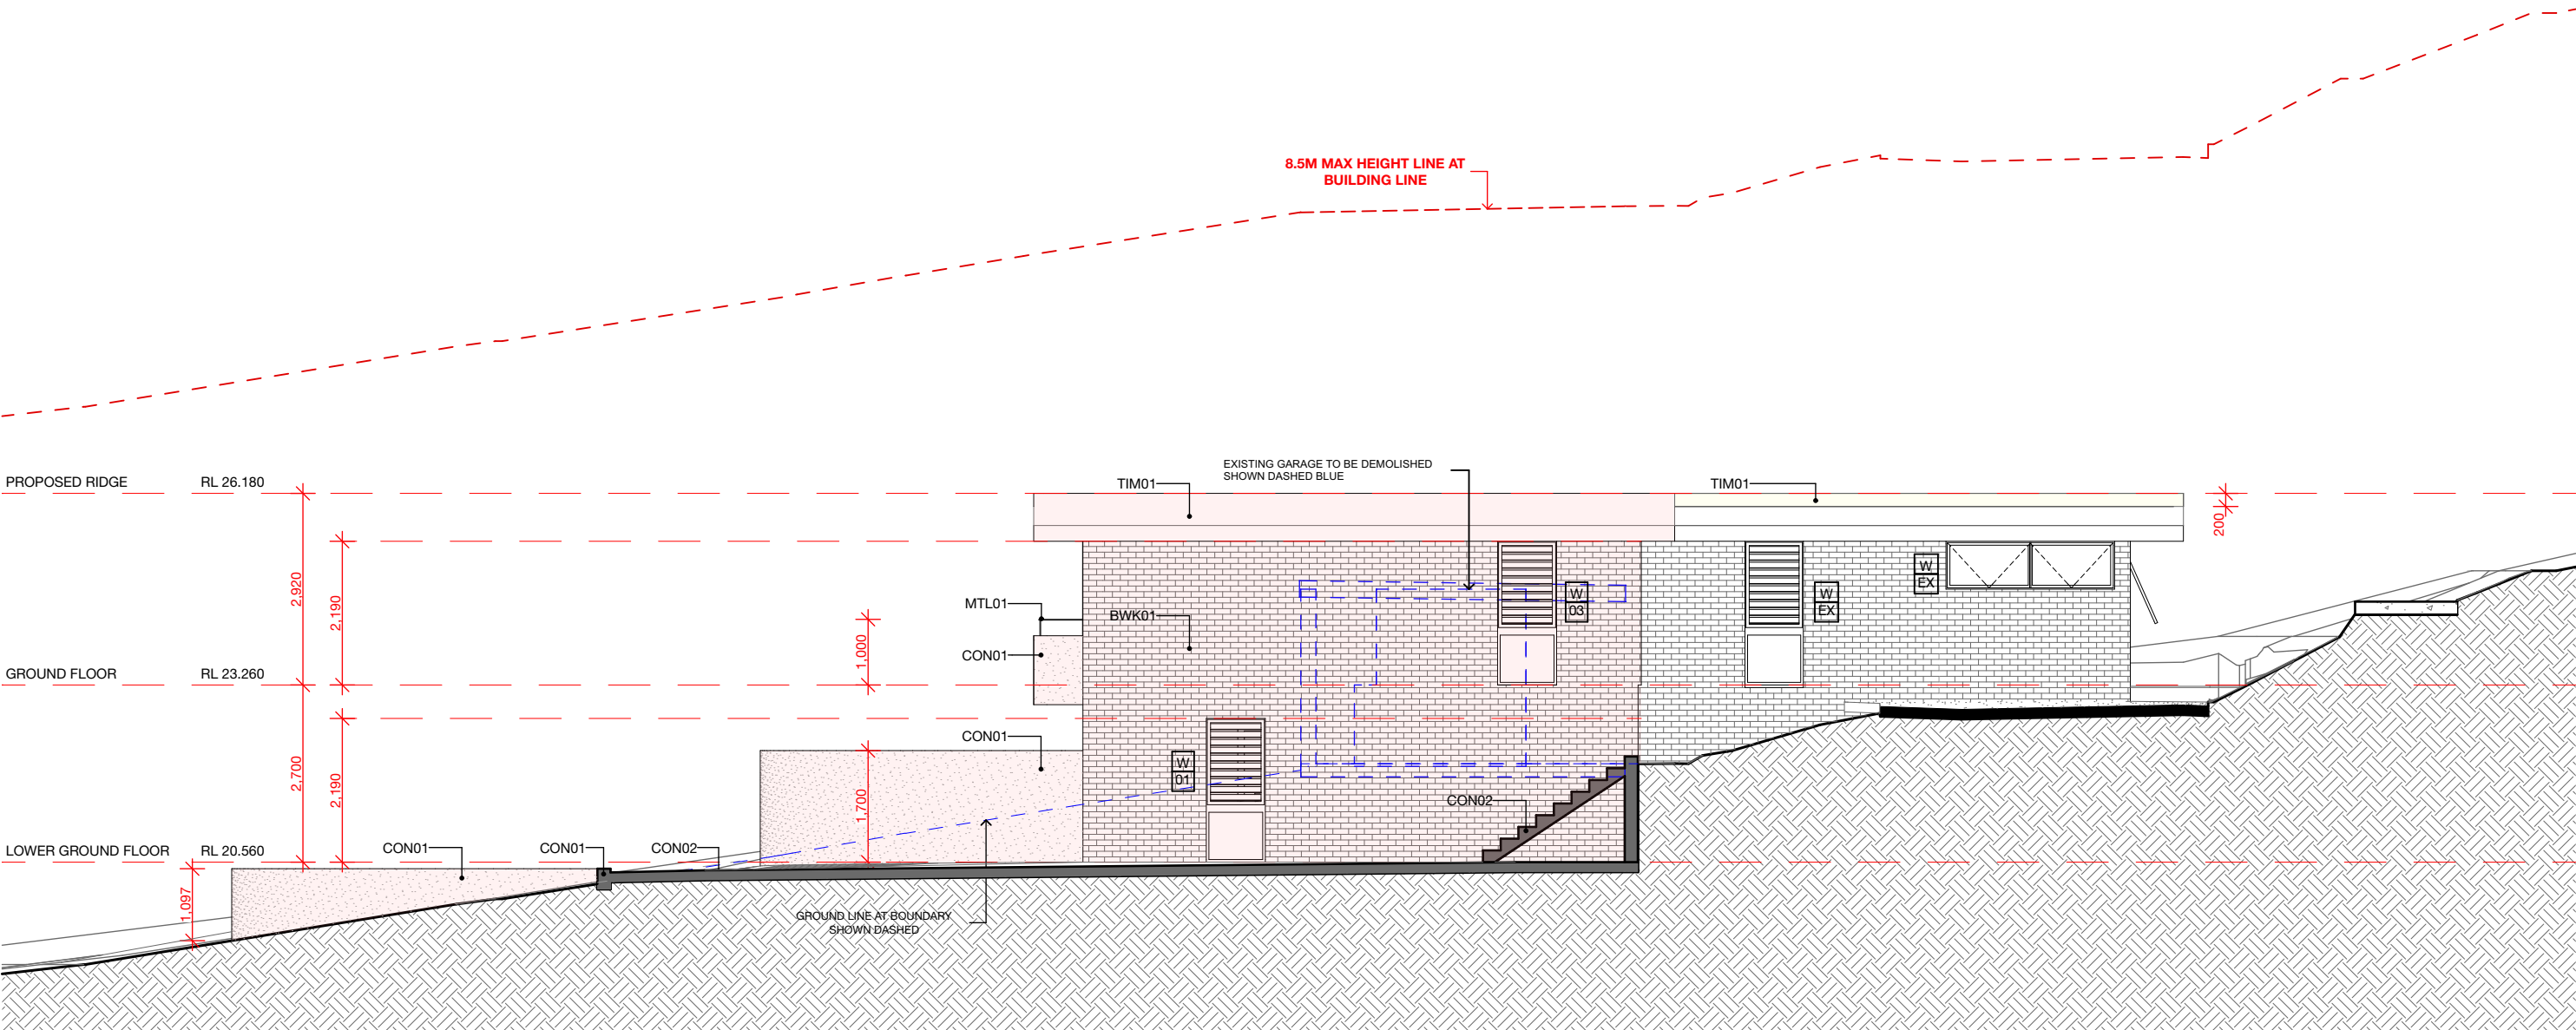 8.5M MAX HEIGHT LINE AT
BUILDING LINE
EXISTING GARAGE TO BE DEMOLISHED
SHOWN DASHED BLUE
PROPOSED RIDGE RL 26.180
TIM01
TIM01
200
2,920
2,190
MTL01
BWK01
CON01
1,000
W
03
W
EX
W
EX
GROUND FLOOR RL 23.260
CON01
W
01
2,700
2,190
1,700
CON02
LOWER GROUND FLOOR RL 20.560
CON01
CON01
CON02
1,097
GROUND LINE AT BOUNDARY
SHOWN DASHED